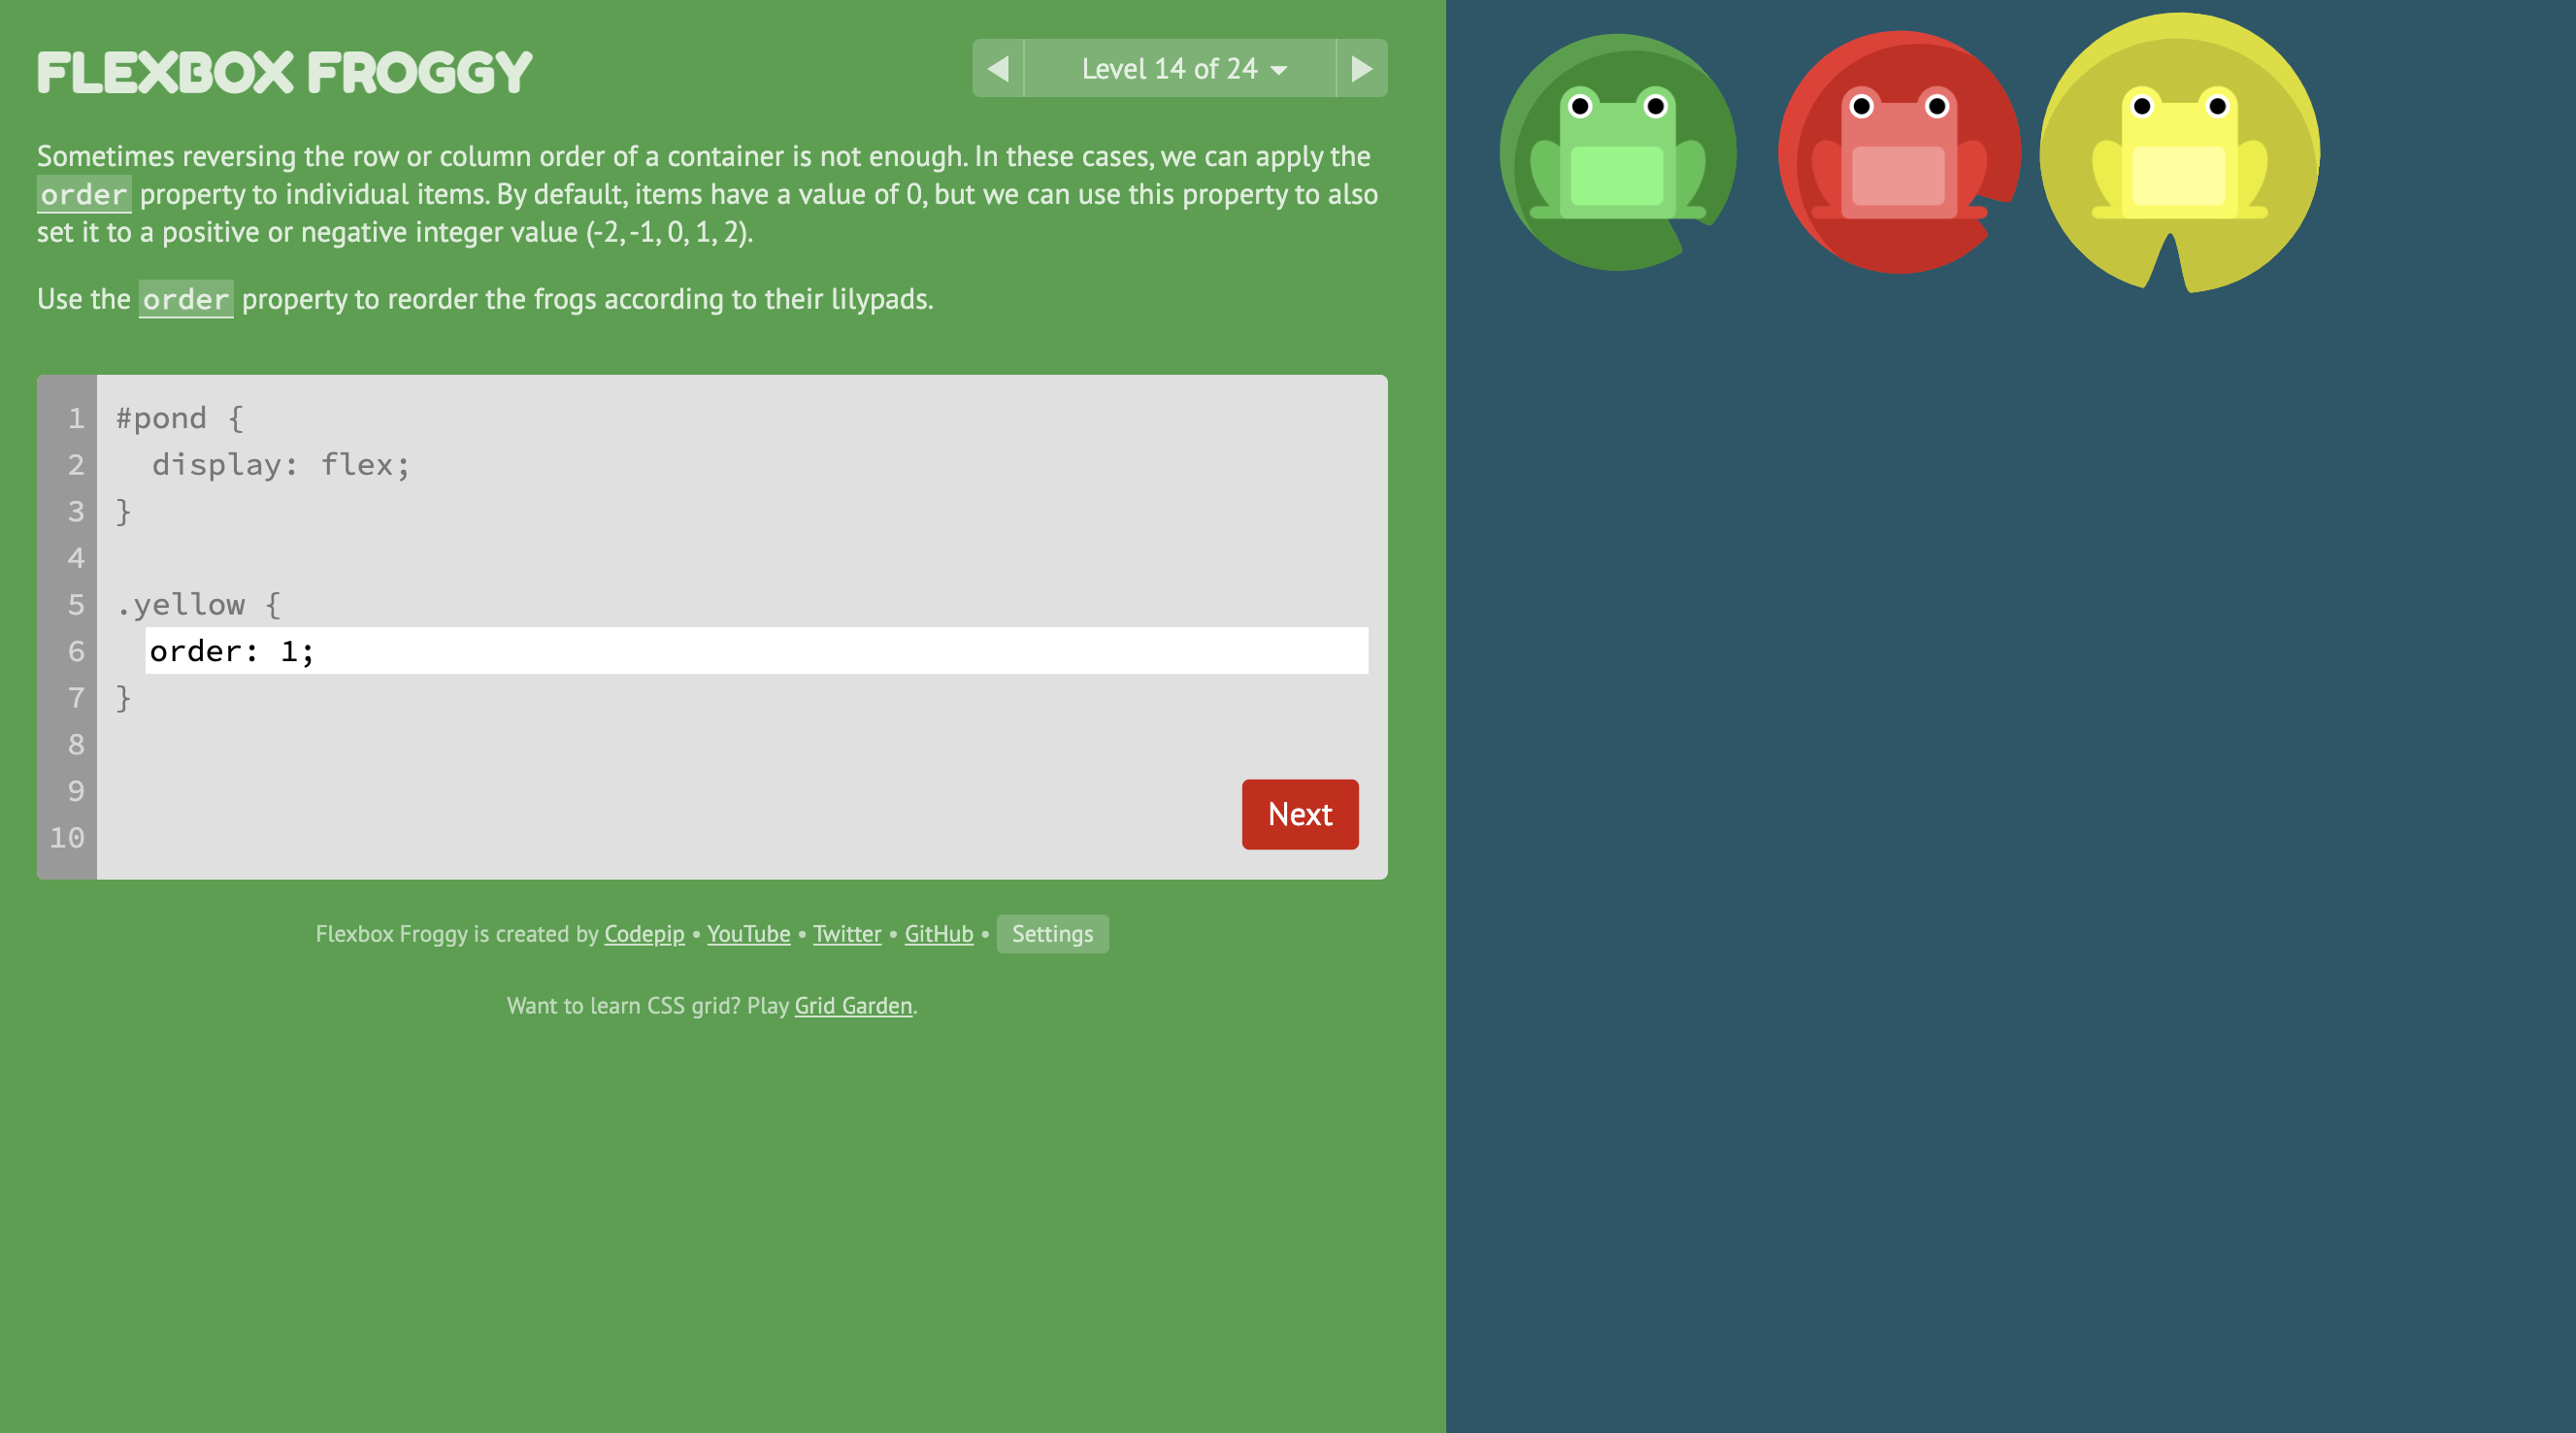 FLEXBOX FROGGY
Level 14 of 24
Sometimes reversing the row or column order of a container is not enough. In these cases, we can apply the
order property to individual items. By default, items have a value of 0, but we can use this property to also
set it to a positive or negative integer value (-2, -1, 0, 1, 2).
Use the order property to reorder the frogs according to their lilypads.
1 #pond {
2 display: flex;
3 }
4
5 .yellow {
6 order: 1;
7 }
8
9
10
Next
Flexbox Froggy is created by Codepip • YouTube • Twitter • GitHub • Settings
Want to learn CSS grid? Play Grid Garden.